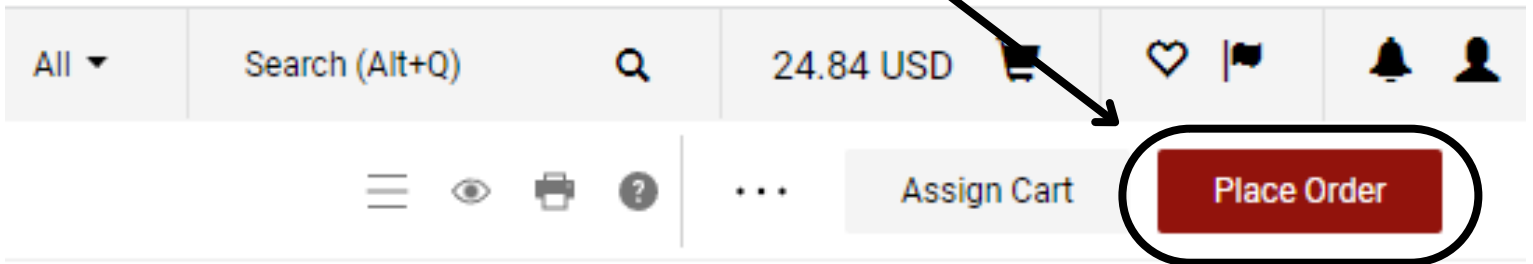 All Search (Alt+Q) 24.84 USD
? ... Assign Cart Place Order